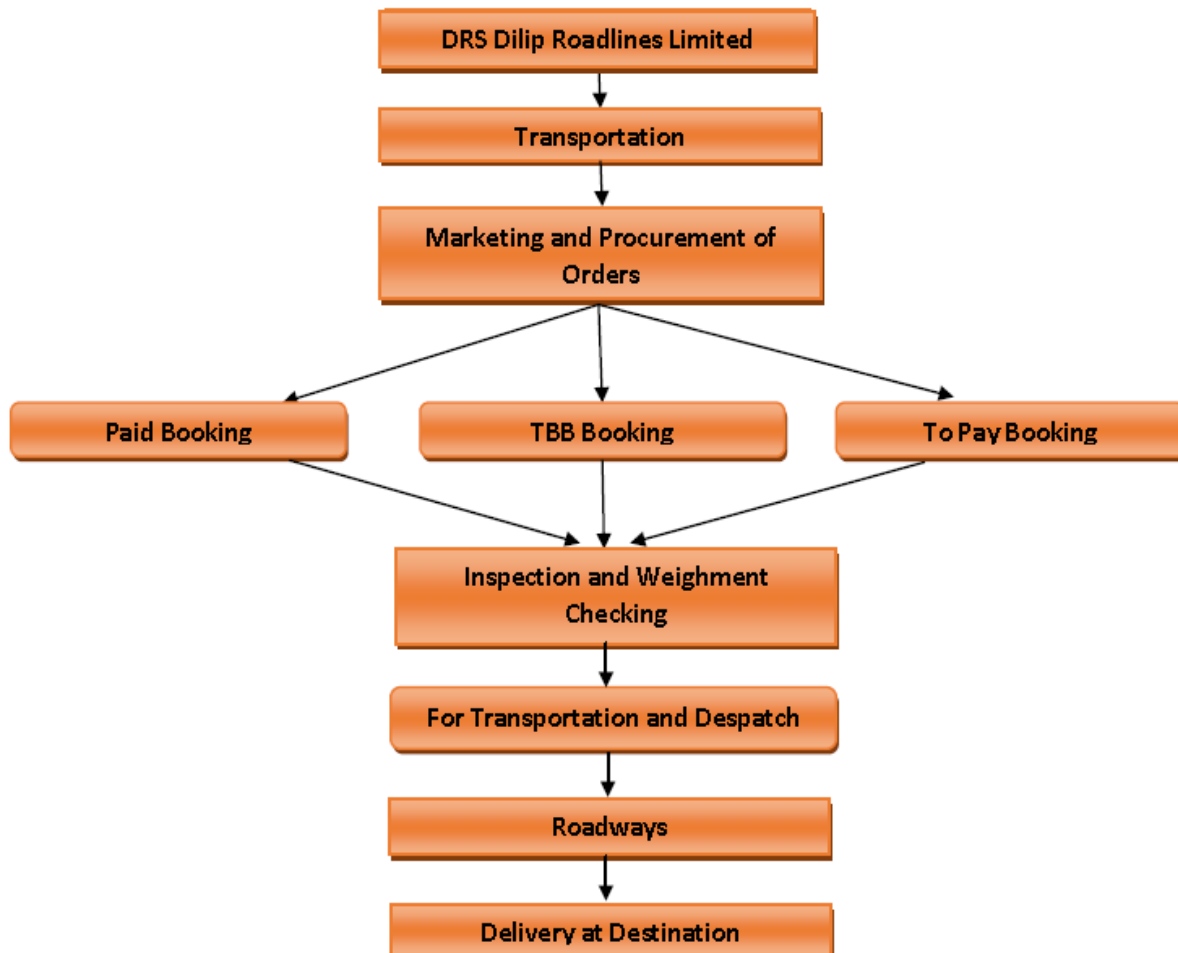 DRS Dilip Roadlines Limited
Transportation
Marketing and Procurement of
Orders
Paid Booking
TBB Booking
To Pay Booking
Inspection and Weighment
Checking
For Transportation and Despatch
Roadways
Delivery at Destination